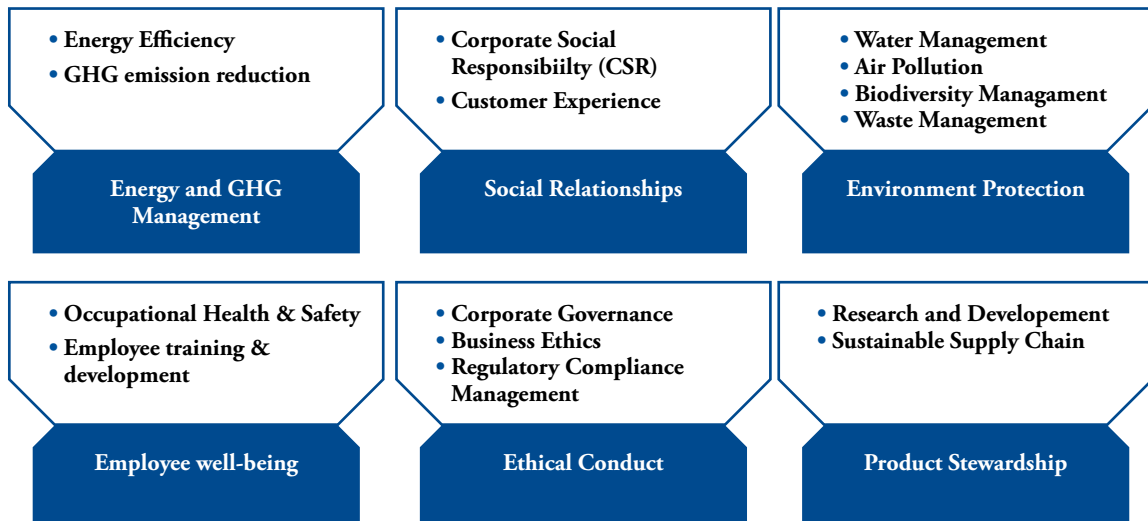 • Energy Efficiency
• GHG emission reduction
Energy and GHG
Management
• Corporate Social
Responsibiilty (CSR)
• Customer Experience
Social Relationships
• Water Management
• Air Pollution
• Biodiversity Managament
• Waste Management
Environment Protection
• Occupational Health & Safety
• Employee training &
development
Employee well-being
• Corporate Governance
• Business Ethics
• Regulatory Compliance
Management
Ethical Conduct
• Research and Developement
• Sustainable Supply Chain
Product Stewardship